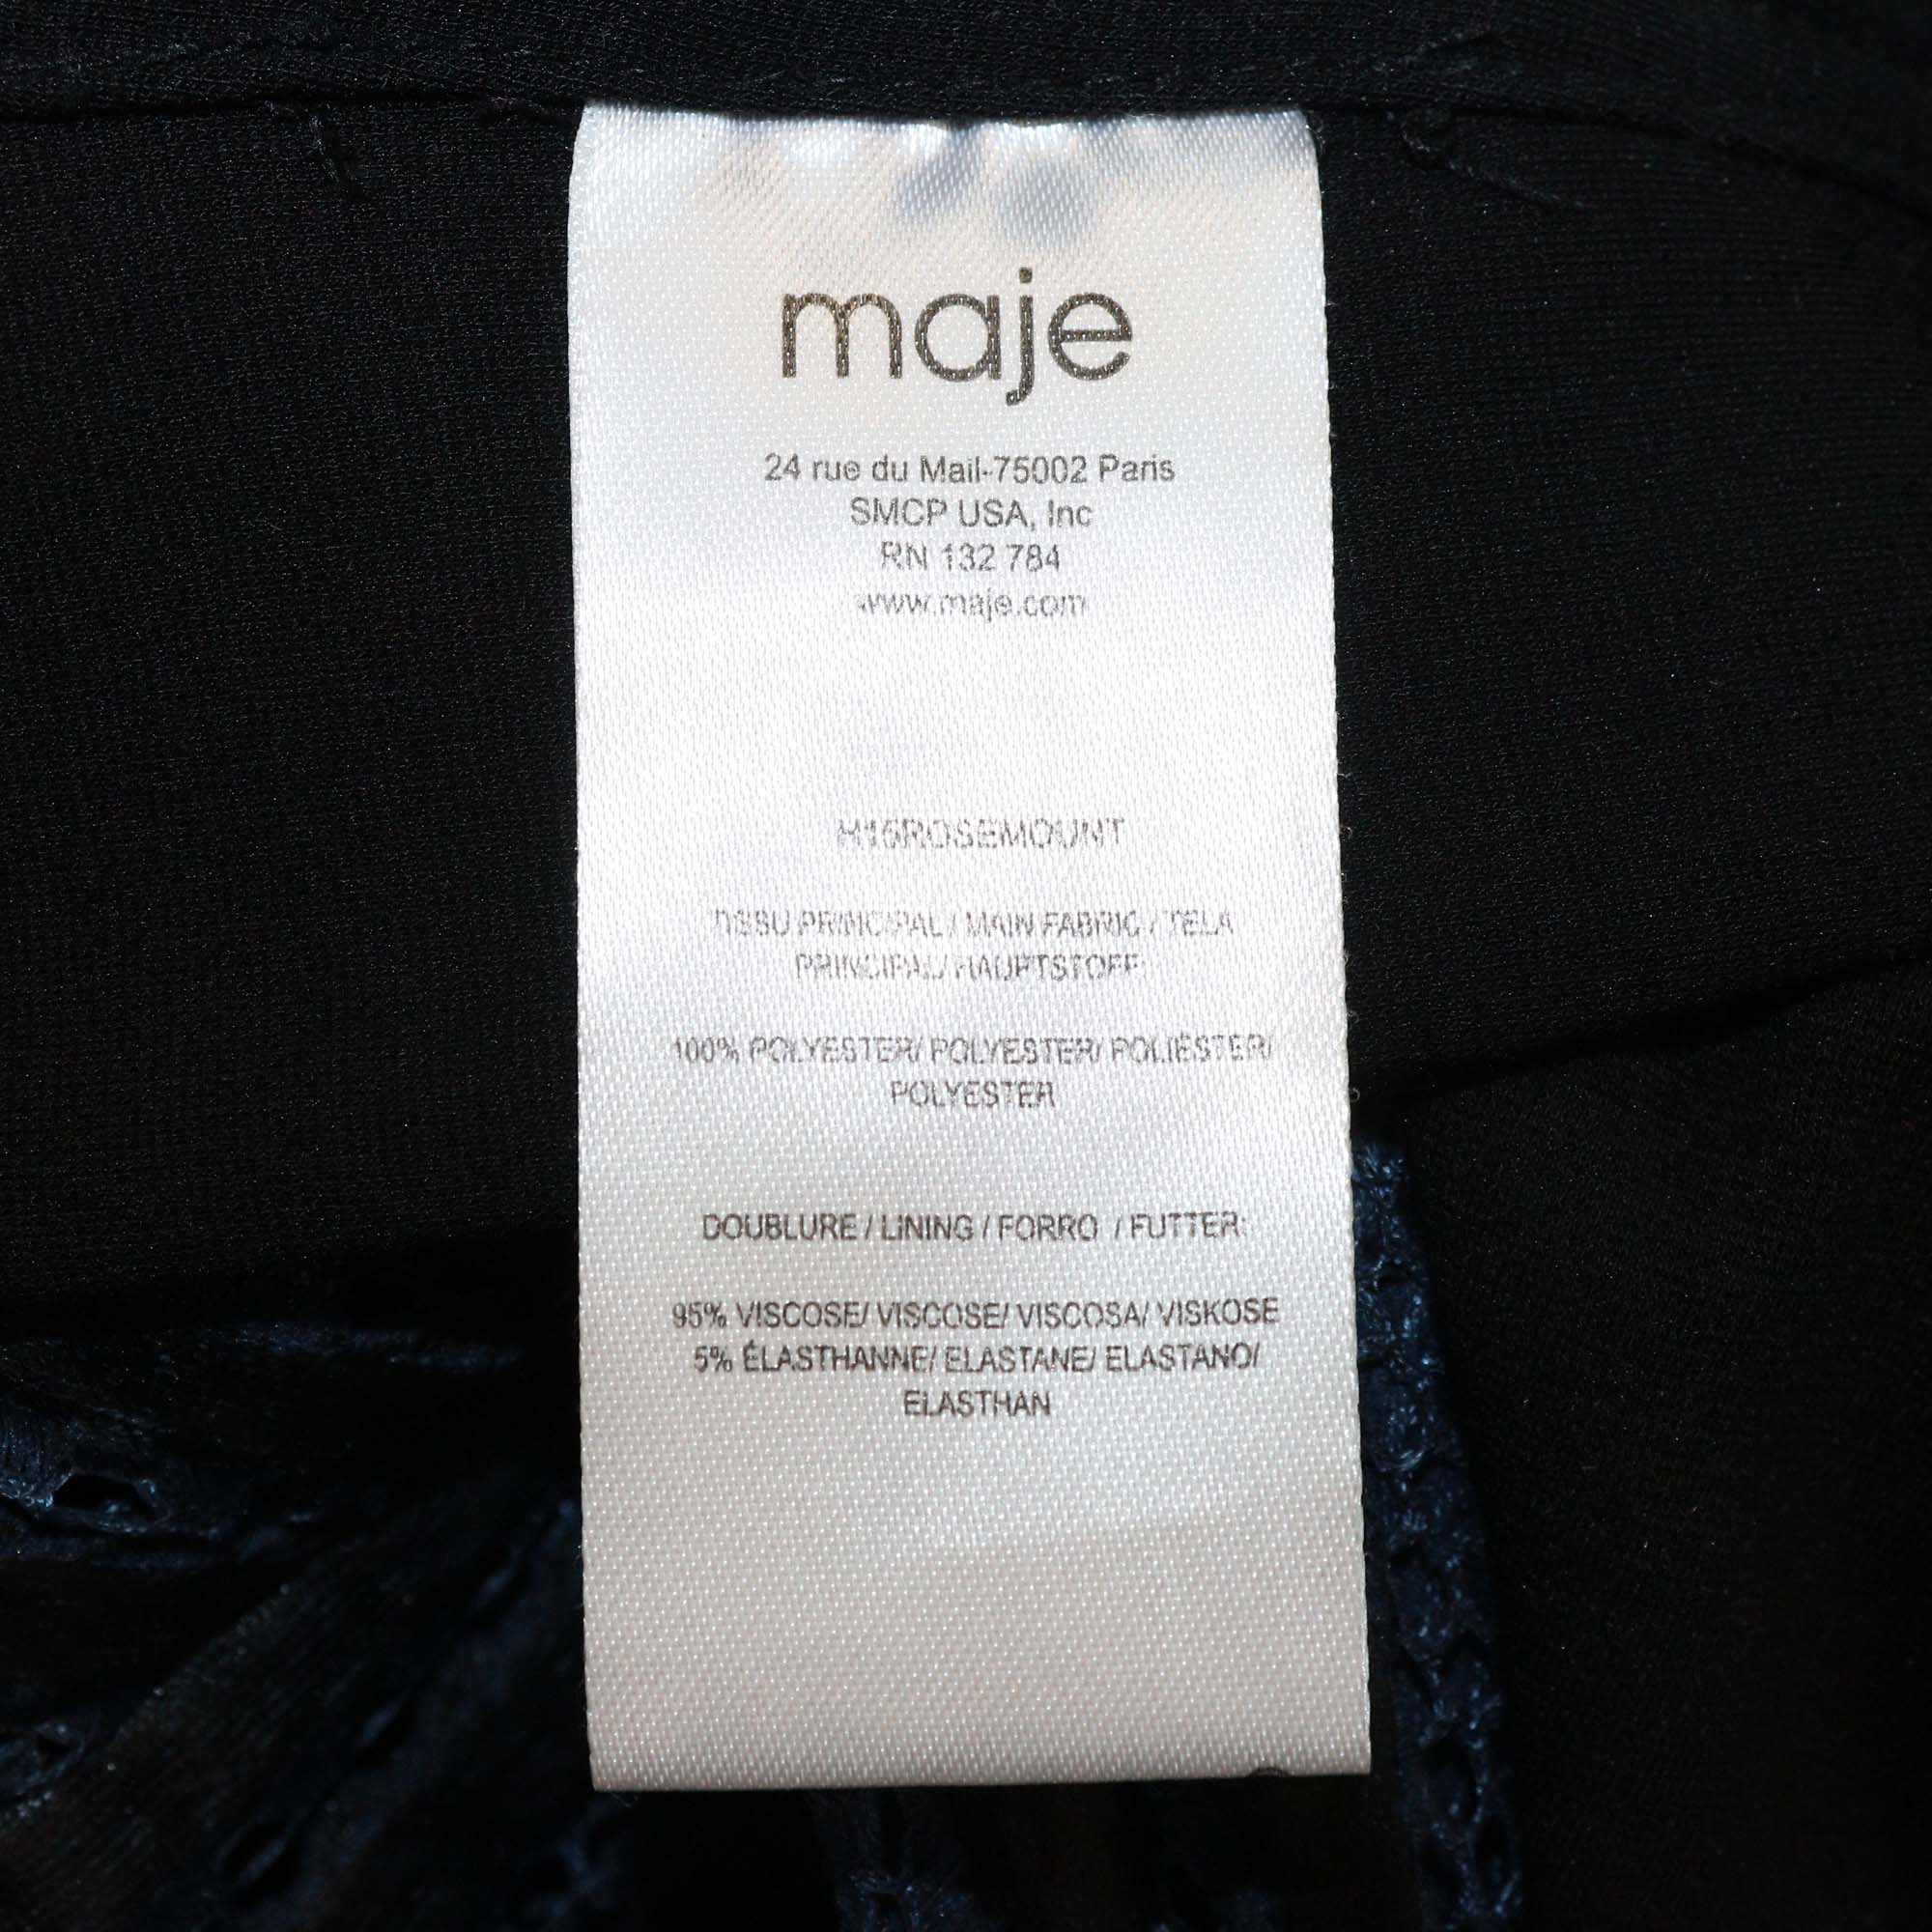 maje
24 rue du Mail-75002 Paris
SMCP USA, Inc
RN 132 784
www.maje.com
H16ROSEMOUNT
TISSU PRINCIPAL / MAIN FABRIC / TELA
PRINCIPAL/ HAUPTSTOFF:
100% POLYESTER/ POLYESTER/ POLIÉSTER/
POLYESTER
DOUBLURE / LINING / FORRO / FUTTER:
95% VISCOSE/ VISCOSE/ VISCOSA/ VISKOSE
5% ÉLASTHANNE/ ELASTANE/ ELASTANO/
ELASTHAN